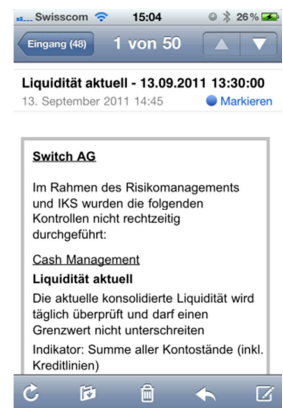 Swisscom 15:04 26%
Eingang (48) 1 von 50
Liquidität aktuell - 13.09.2011 13:30:00
13. September 2011 14:45 Markieren
Switch AG
Im Rahmen des Risikomanagements
und IKS wurden die folgenden
Kontrollen nicht rechtzeitig
durchgeführt:
Cash Management
Liquidität aktuell
Die aktuelle konsolidierte Liquidität wird
täglich überprüft und darf einen
Grenzwert nicht unterschreiten
Indikator: Summe aller Kontostände (inkl.
Kreditlinien)